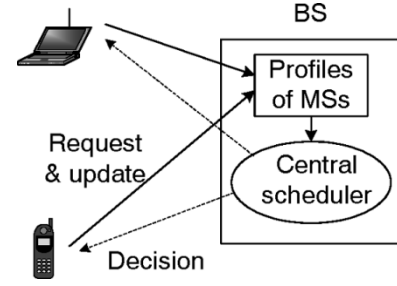 BS
Profiles
of MSs
Request
& update
Central
scheduler
Decision